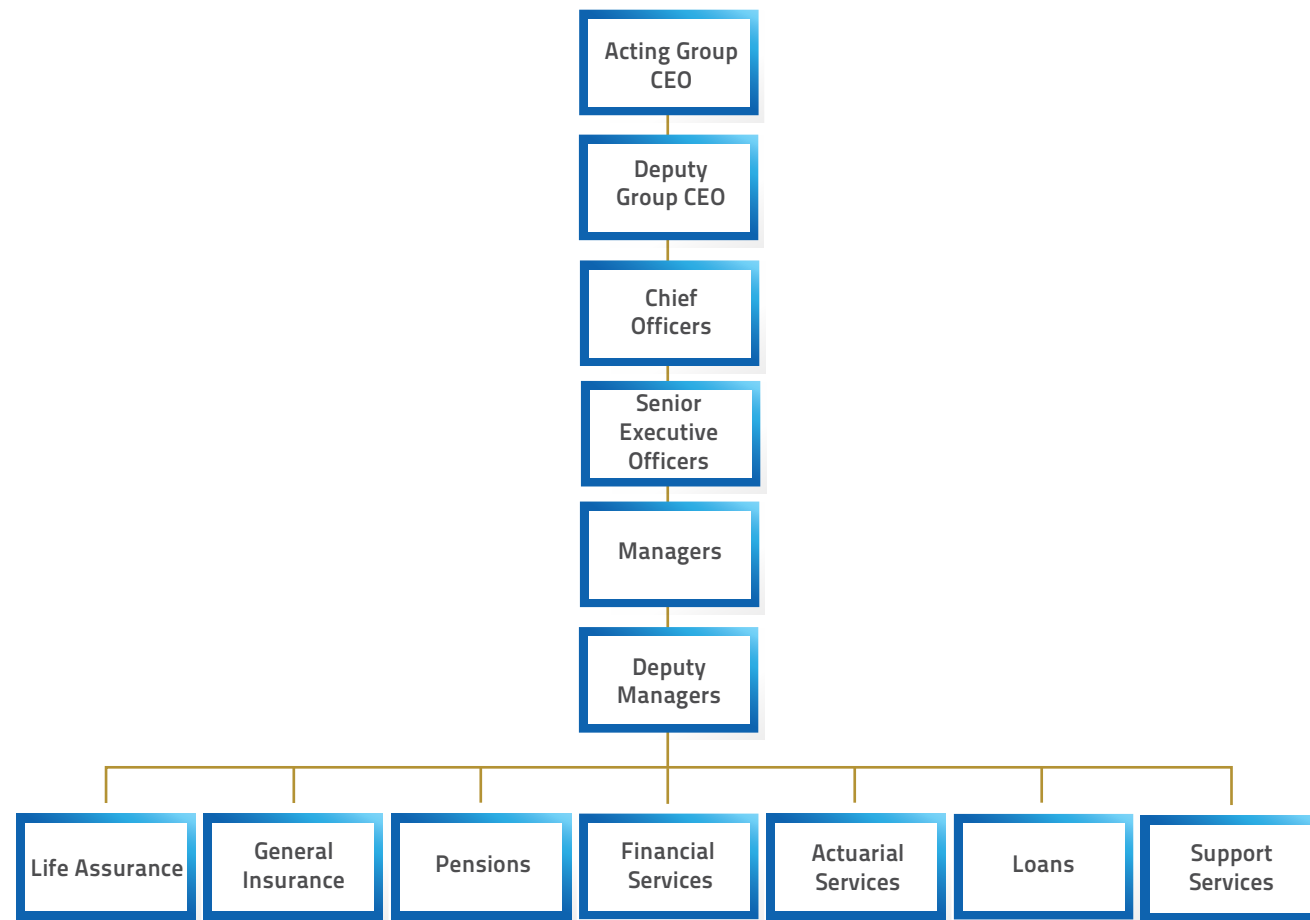 Acting Group
CEO
Deputy
Group CEO
Chief
Officers
Senior
Executive
Officers
Managers
Deputy
Managers
Life Assurance
General
Insurance
Pensions
Financial
Services
Actuarial
Services
Loans
Support
Services